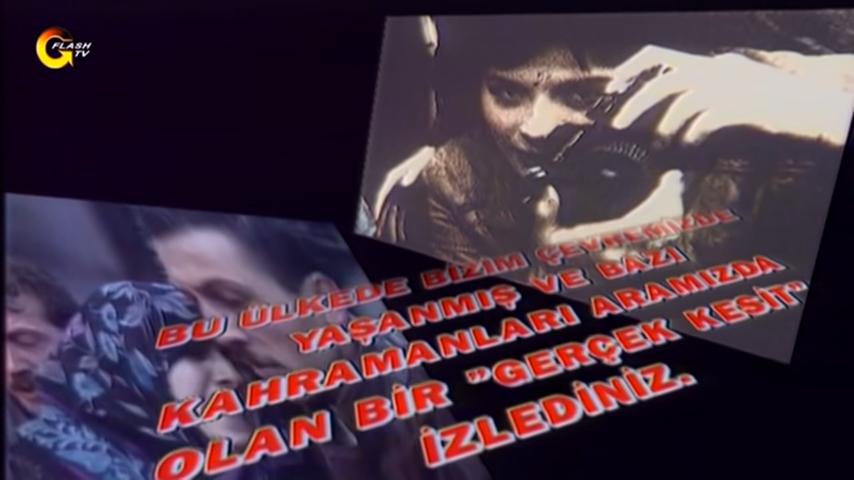 FLASH
TV
BU ÜLKEDE BİZİM ÇEVREMİZDE
YAŞANMIŞ VE BAZI
KAHRAMANLARI ARAMIZDA
OLAN BİR "GERÇEK KESİT"
İZLEDİNİZ.